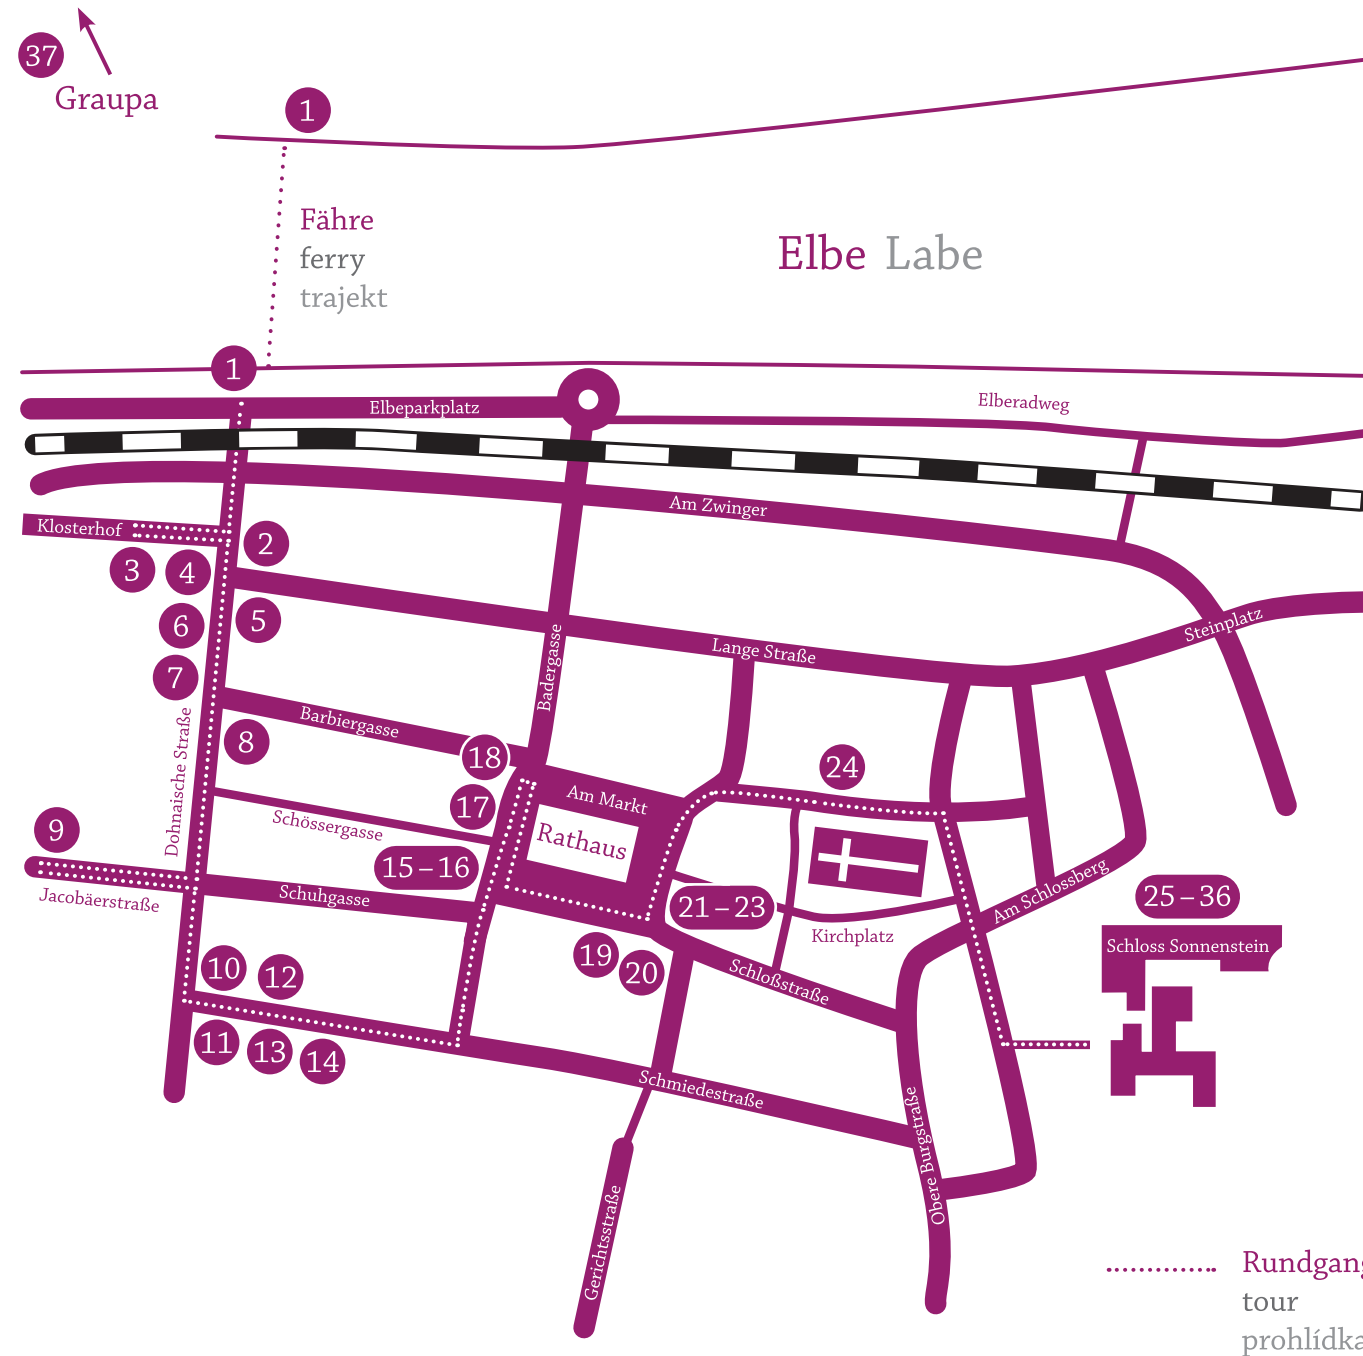 37
Graupa
1
Fähre
ferry
trajekt
Elbe Labe
1
Elbeparkplatz
Elberadweg
Am Zwinger
Klosterhof
2
3
4
5
6
7
Steinplatz
Lange Straße
Badergasse
Barbiergasse
8
18
24
Dohnaische Straße
Am Markt
17
Schössergasse
Rathaus
9
15–16
Jacobäerstraße
Schuhgasse
21–23
Am Schlossberg
25–36
Kirchplatz
Schloss Sonnenstein
19
20
Schloßstraße
10
12
11
13
14
Schmiedestraße
Obere Burgstraße
Gerichtsstraße
Rundgang
tour
prohlídka